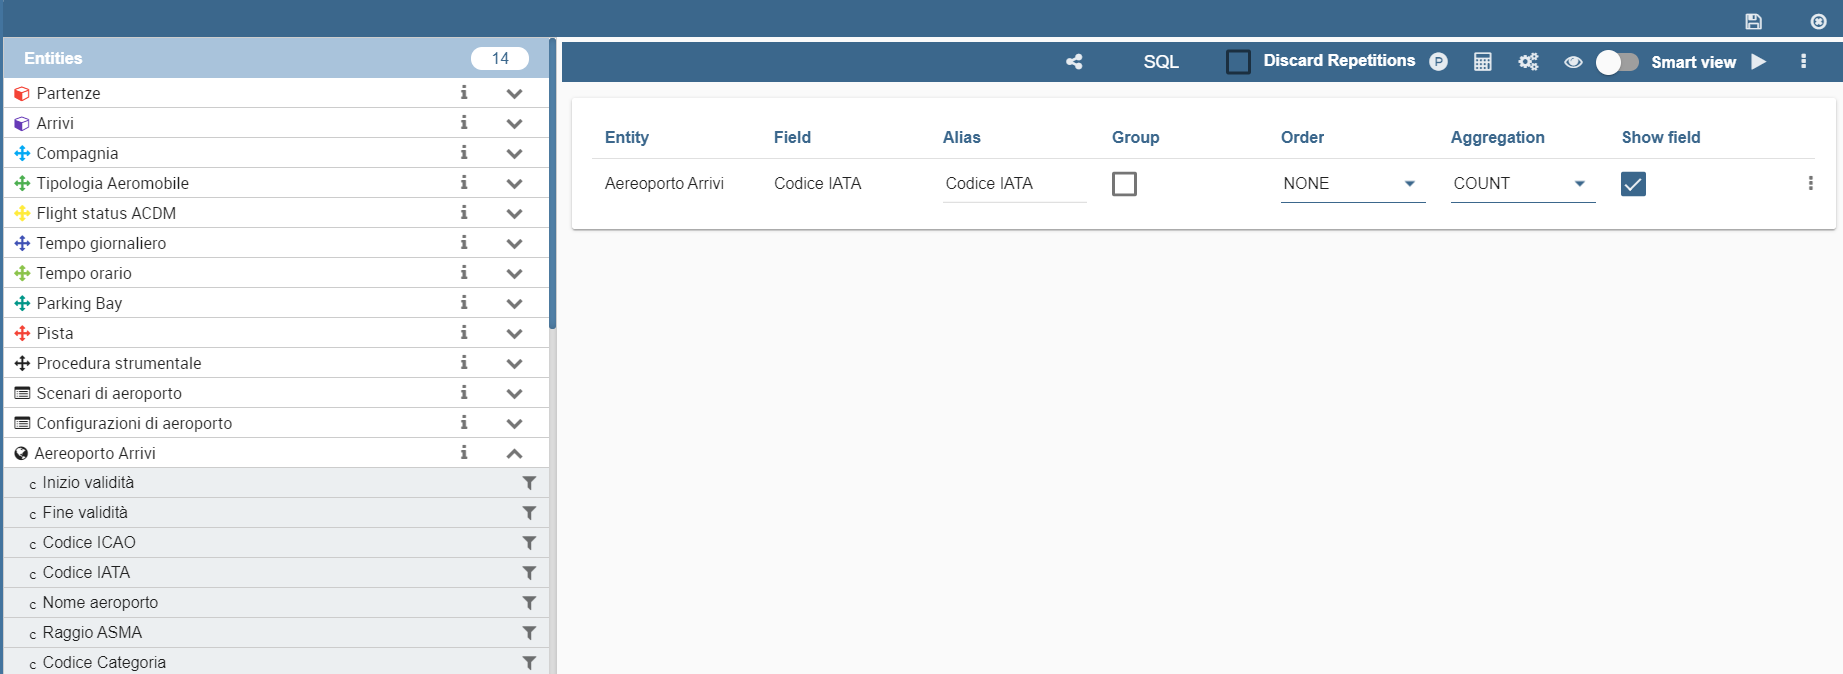 Entities 14
Partenze
Arrivi
Compagnia
Tipologia Aeromobile
Flight status ACDM
Tempo giornaliero
Tempo orario
Parking Bay
Pista
Procedura strumentale
Scenari di aeroporto
Configurazioni di aeroporto
Aereoporto Arrivi
c Inizio validità
c Fine validità
c Codice ICAO
c Codice IATA
c Nome aeroporto
c Raggio ASMA
c Codice Categoria
SQL Discard Repetitions P Smart view
Entity Field Alias Group Order Aggregation Show field
Aereoporto Arrivi Codice IATA Codice IATA NONE COUNT